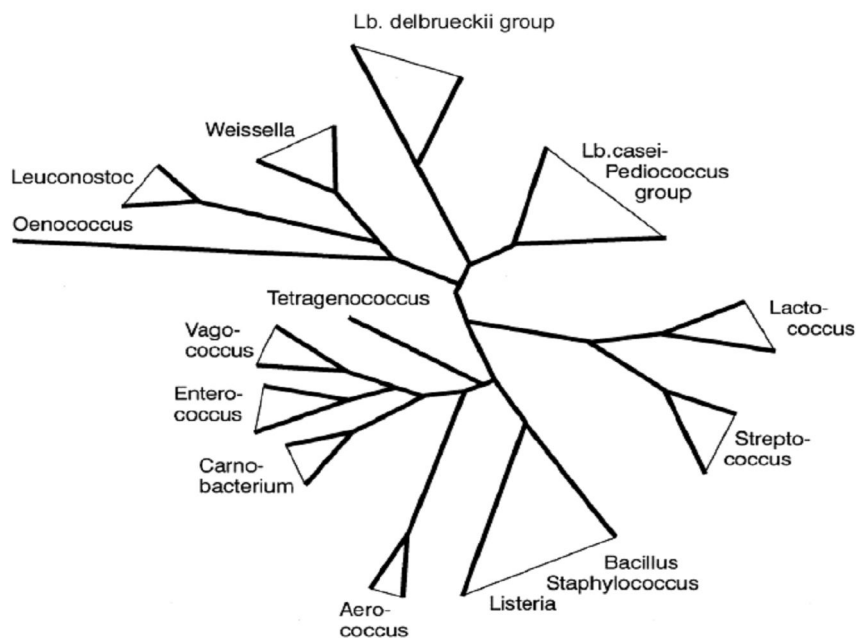 Lb. delbrueckii group
Weissella
Lb.casei-
Pediococcus
group
Leuconostoc
Oenococcus
Tetragenococcus
Lacto-
coccus
Vago-
coccus
Entero-
coccus
Strepto-
coccus
Carno-
bacterium
Bacillus
Staphylococcus
Listeria
Aero-
coccus